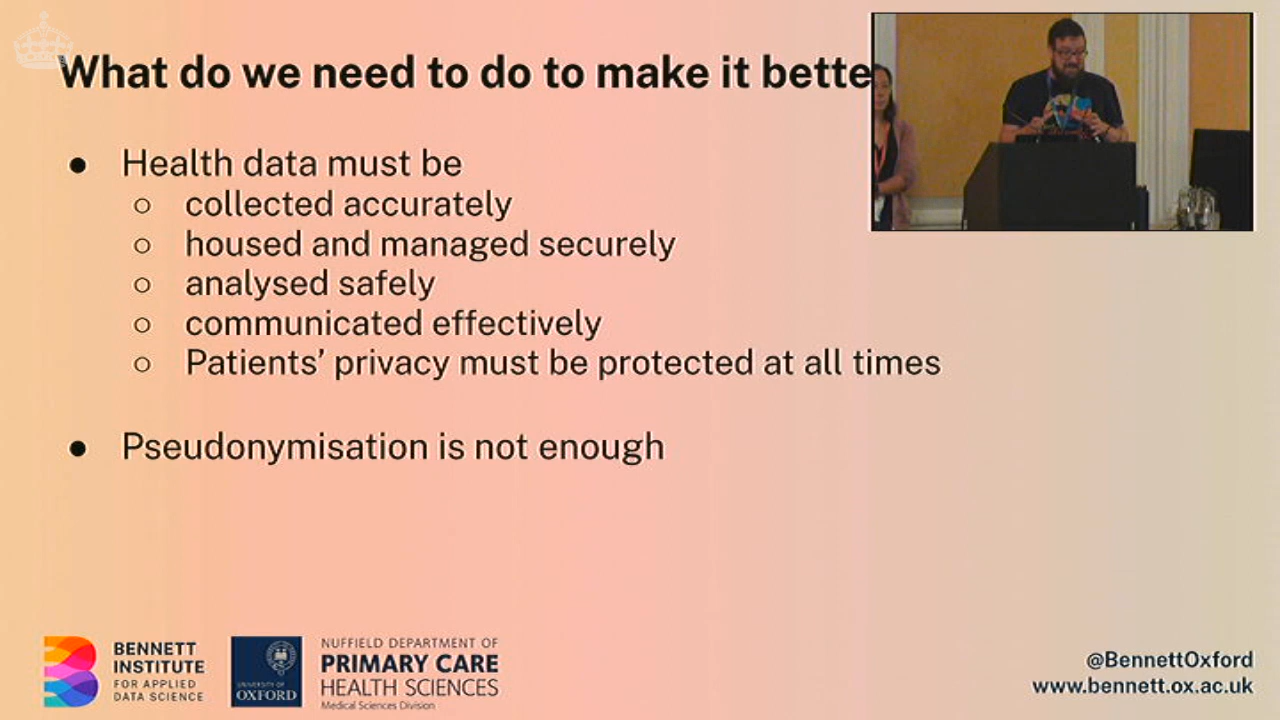 What do we need to do to make it bette
● Health data must be
○ collected accurately
○ housed and managed securely
○ analysed safely
○ communicated effectively
○ Patients’ privacy must be protected at all times
● Pseudonymisation is not enough
BENNETT
INSTITUTE
FOR APPLIED
DATA SCIENCE
UNIVERSITY OF
OXFORD
NUFFIELD DEPARTMENT OF
PRIMARY CARE
HEALTH SCIENCES
Medical Sciences Division
@BennettOxford
www.bennett.ox.ac.uk